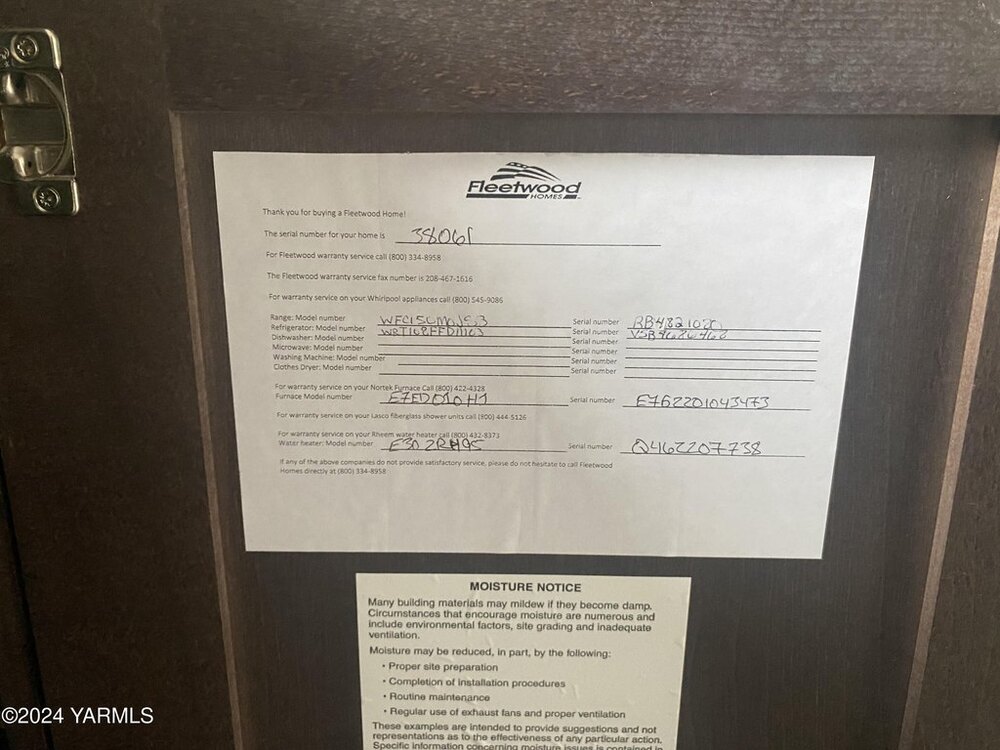 Fleetwood
HOMES
Thank you for buying a Fleetwood Home!
The serial number for your home is 38061
For Fleetwood warranty service call (800) 334-8958
The Fleetwood warranty service fax number is 208-467-1616
For warranty service on your Whirlpool appliances call (800) 545-9086
Range: Model number Serial number
Refrigerator: Model number Serial number
Dishwasher: Model number Serial number
Microwave: Model number Serial number
Washing Machine: Model number Serial number
Clothes Dryer: Model number Serial number
For warranty service on your Nortek Furnace Call (800) 422-4328
Furnace Model number Serial number E7G2201043473
For warranty service on your Lasco fiberglass shower units call (800) 444-5126
For warranty service on your Rheem water heater call (800) 432-8373
Water heater: Model number Serial number Q462207738
If any of the above companies do not provide satisfactory service, please do not hesitate to call Fleetwood
Homes directly at (800) 334-8958
MOISTURE NOTICE
Many building materials may mildew if they become damp.
Circumstances that encourage moisture are numerous and
include environmental factors, site grading and inadequate
ventilation.
Moisture may be reduced, in part, by the following:
• Proper site preparation
• Completion of installation procedures
• Routine maintenance
• Regular use of exhaust fans and proper ventilation
These examples are intended to provide suggestions and not
representations as to the effectiveness of any particular action.
Specific information concerning moisture issues is contained in
©2024 YARMLS